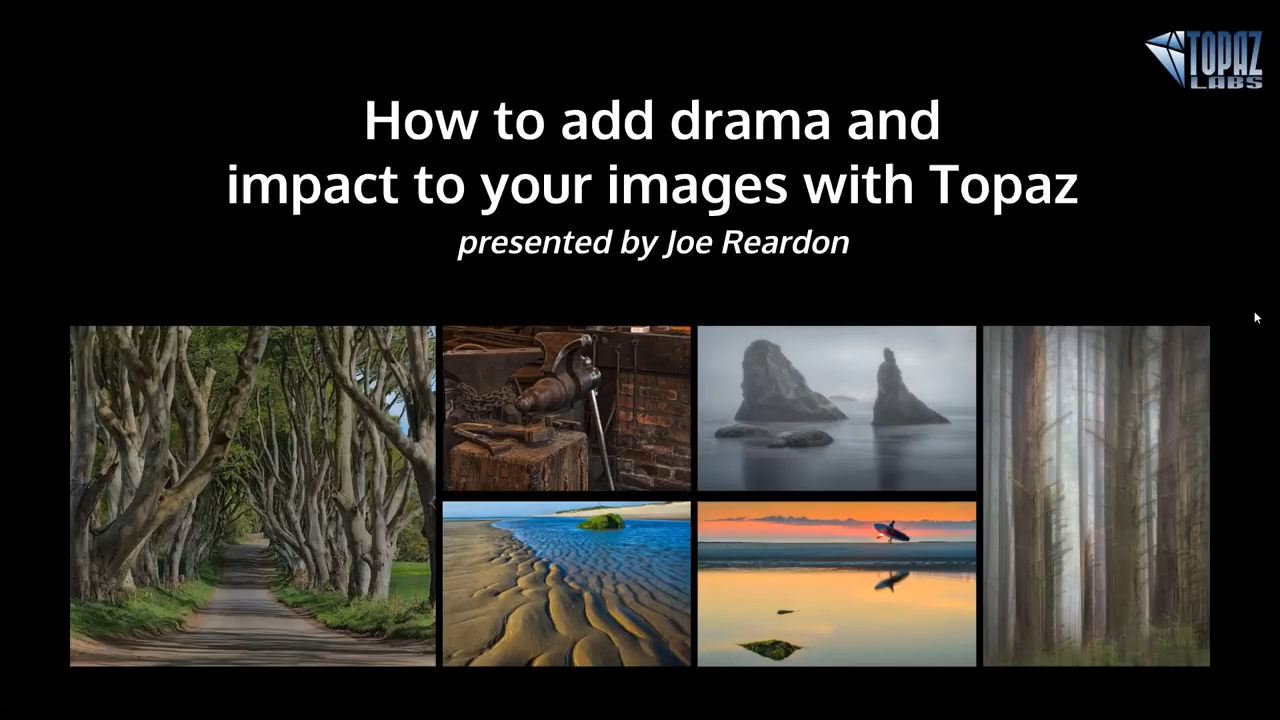 TOPAZ
LABS
How to add drama and
impact to your images with Topaz
presented by Joe Reardon